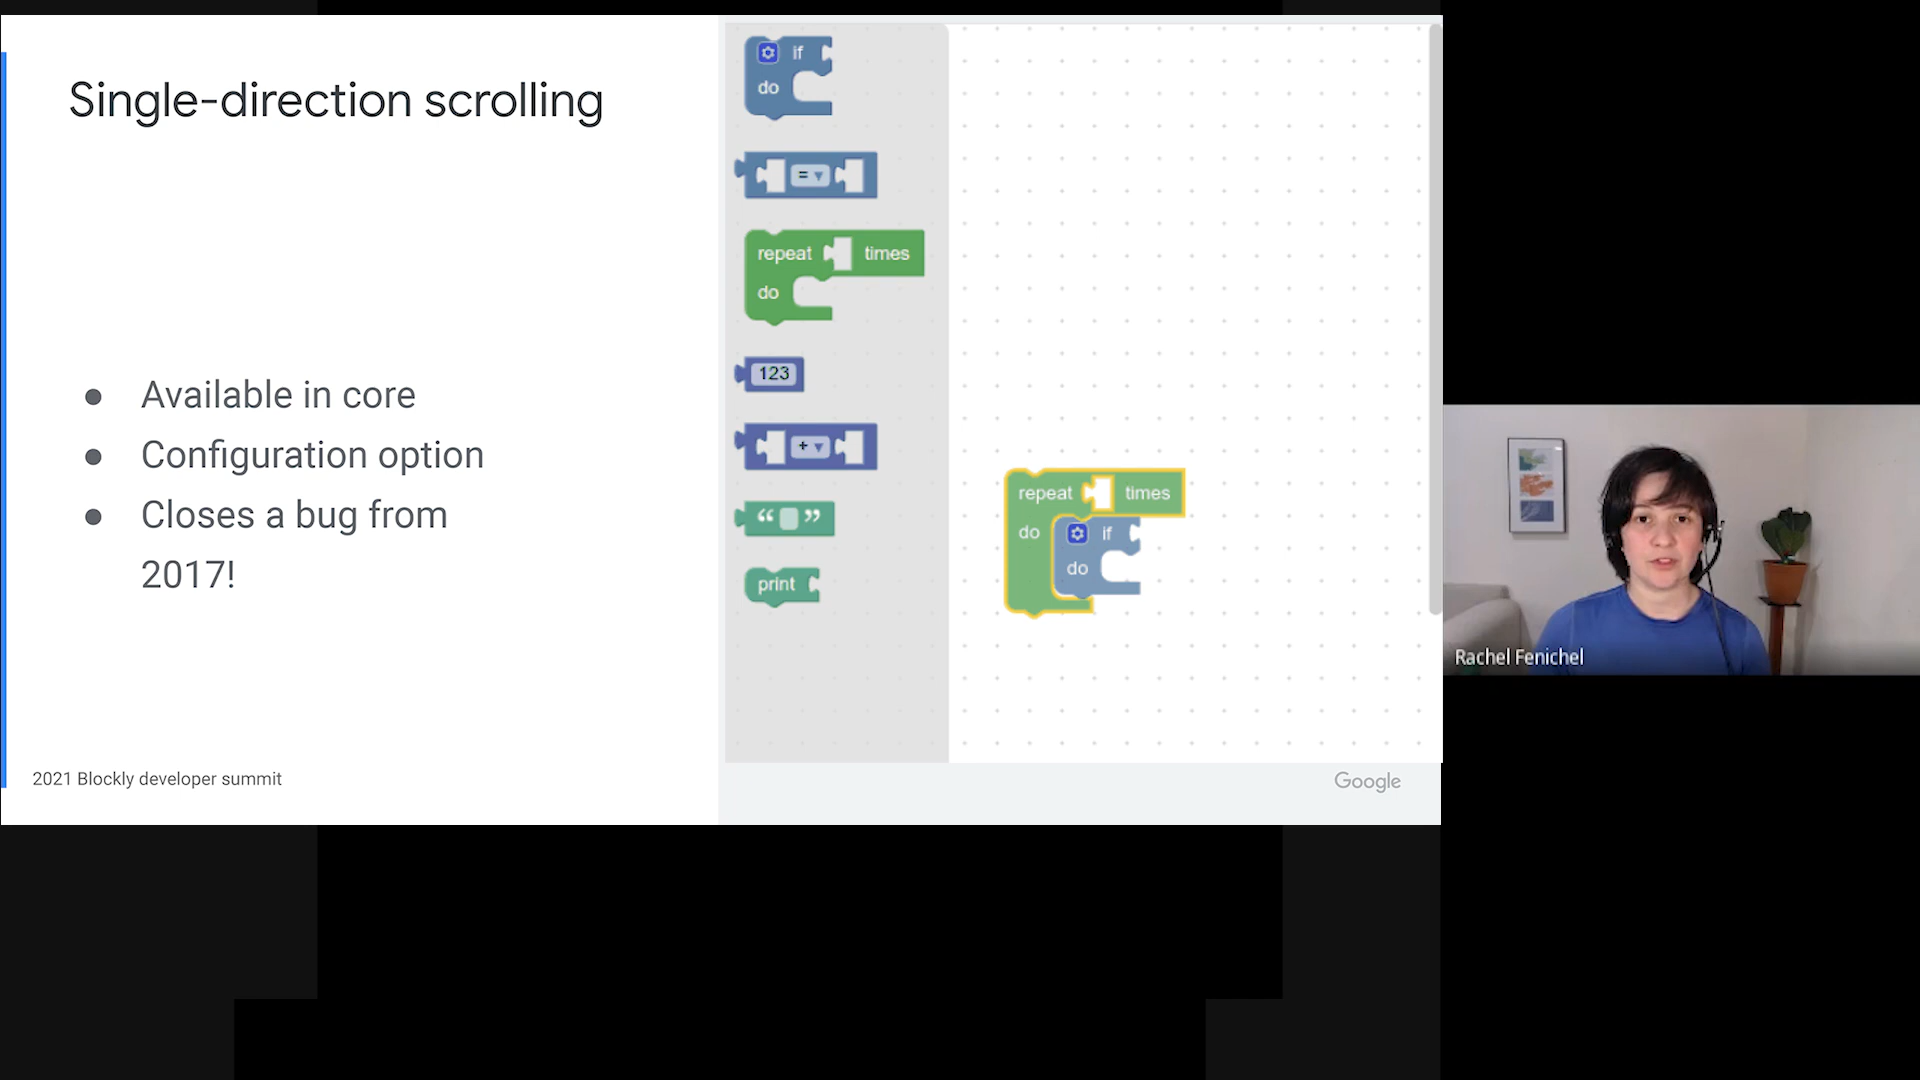 Single-direction scrolling
● Available in core
● Configuration option
● Closes a bug from
2017!
2021 Blockly developer summit
if
do
= ▾
repeat times
do
123
+ ▾
“ ”
print
repeat times
do if
do
Google
Rachel Fenichel